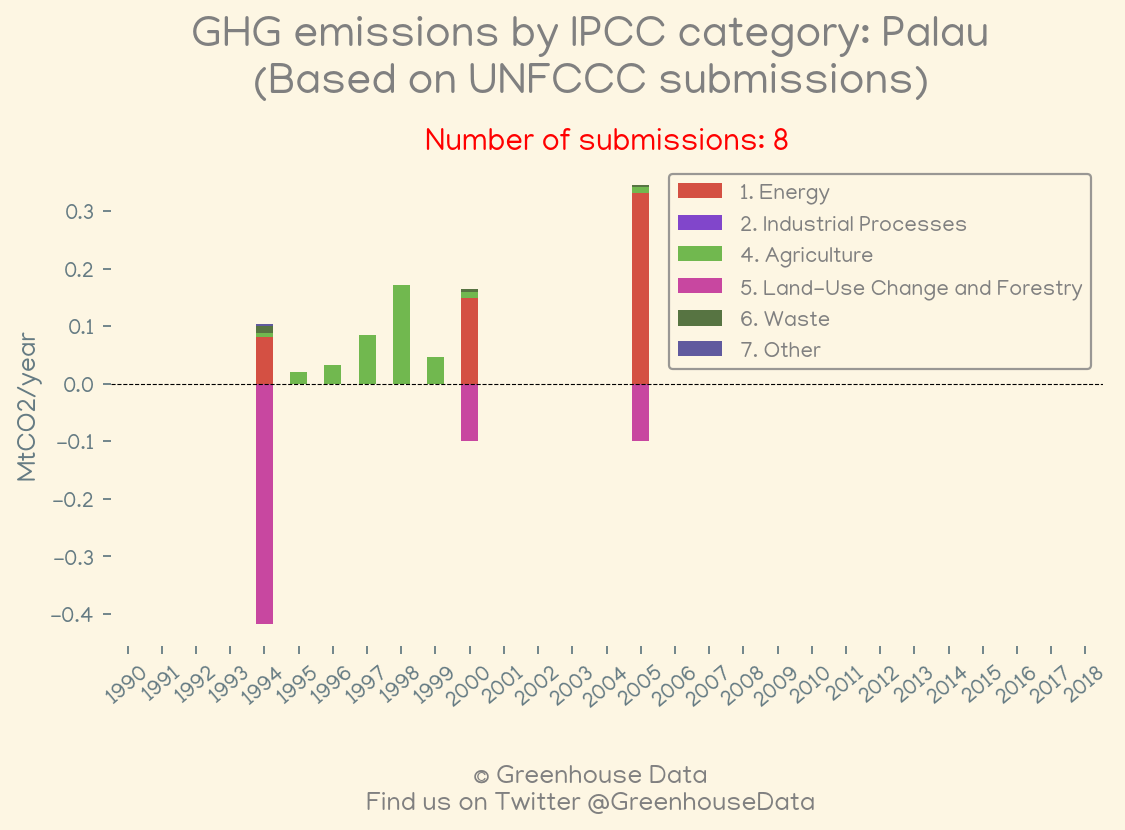 GHG emissions by IPCC category: Palau
(Based on UNFCCC submissions)
Number of submissions: 8
1. Energy
2. Industrial Processes
4. Agriculture
5. Land-Use Change and Forestry
6. Waste
7. Other
MtCO2/year
0.3
0.2
0.1
0.0
-0.1
-0.2
-0.3
-0.4
1990 1991 1992 1993 1994 1995 1996 1997 1998 1999 2000 2001 2002 2003 2004 2005 2006 2007 2008 2009 2010 2011 2012 2013 2014 2015 2016 2017 2018
© Greenhouse Data
Find us on Twitter @GreenhouseData